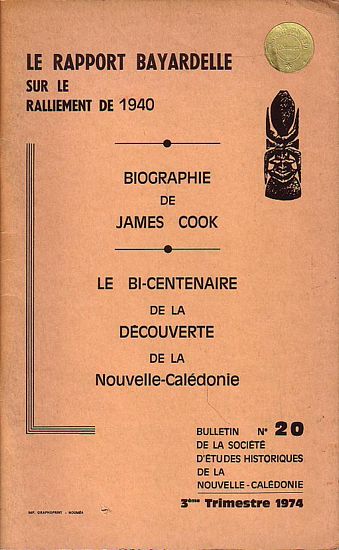 LE RAPPORT BAYARDELLE
SUR LE
RALLIEMENT DE 1940
BIOGRAPHIE
DE
JAMES COOK
LE BI-CENTENAIRE
DE LA
DÉCOUVERTE
DE LA
Nouvelle-Calédonie
BULLETIN N° 20
DE LA SOCIÉTÉ
D'ÉTUDES HISTORIQUES
DE LA
NOUVELLE-CALÉDONIE
3ème Trimestre 1974
IMP. GRAPHOPRINT - NOUMÉA